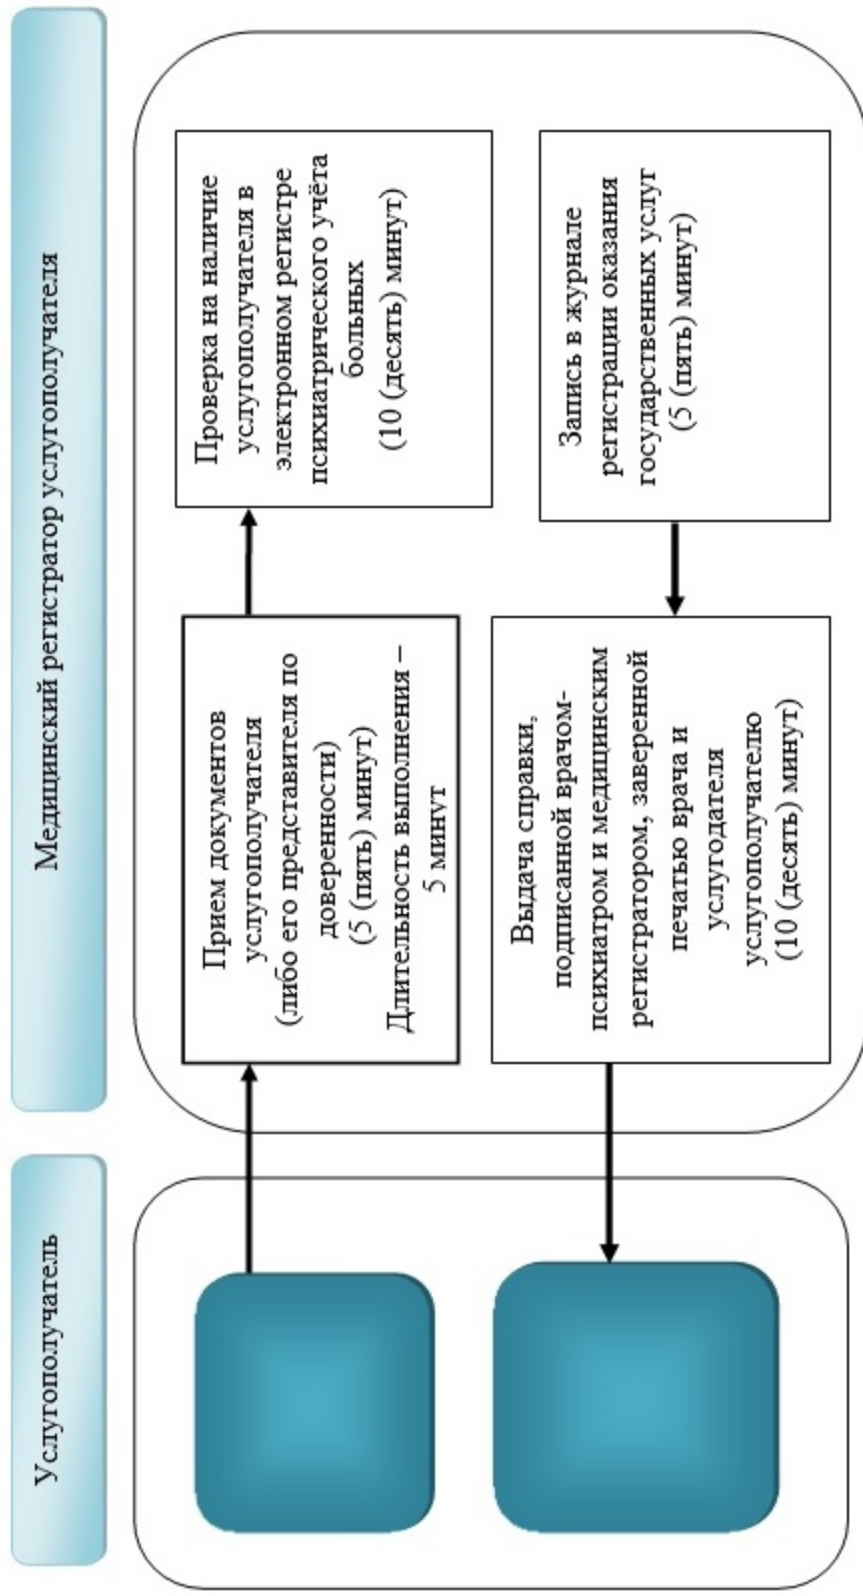 Услугополучатель
Медицинский регистратор услугополучателя
Прием документов
услугополучателя
(либо его представителя по
доверенности)
(5 (пять) минут)
Длительность выполнения –
5 минут
Проверка на наличие
услугополучателя в
электронном регистре
психиатрического учёта
больных
(10 (десять) минут)
Запись в журнале
регистрации оказания
государственных услуг
(5 (пять) минут)
Выдача справки,
подписанной врачом-
психиатром и медицинским
регистратором, заверенной
печатью врача и
услугодателя
услугополучателю
(10 (десять) минут)